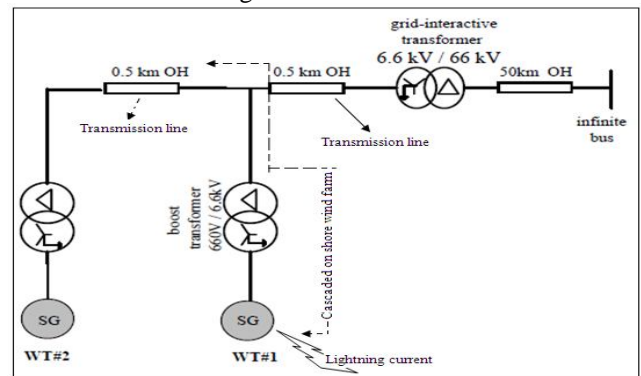 grid-interactive
transformer
6.6 kV / 66 kV
0.5 km OH
0.5 km OH
50km OH
Transmission line
Transmission line
infinite
bus
boost
transformer
660V / 6.6kV
Cascaded on shore wind farm
SG
SG
WT#2
WT#1
Lightning current